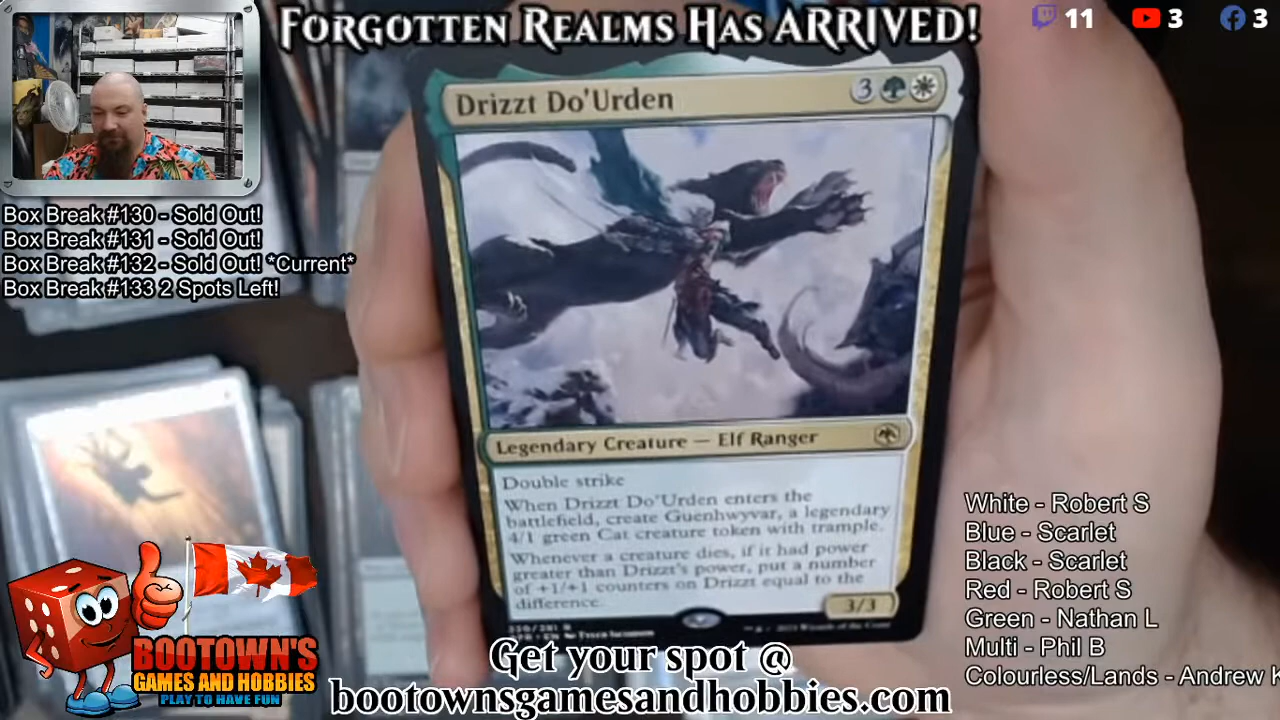 FORGOTTEN REALMS HAS ARRIVED!
11
3
3
Box Break #130 - Sold Out!
Box Break #131 - Sold Out!
Box Break #132 - Sold Out! *Current*
Box Break #133 2 Spots Left!
Drizzt Do'Urden
3
Legendary Creature — Elf Ranger
Double strike
When Drizzt Do'Urden enters the
battlefield, create Guenhwyvar, a legendary
4/1 green Cat creature token with trample.
Whenever a creature dies, if it had power
greater than Drizzt's power, put a number
of +1/+1 counters on Drizzt equal to the
difference.
3/3
White - Robert S
Blue - Scarlet
Black - Scarlet
Red - Robert S
Green - Nathan L
Multi - Phil B
Colourless/Lands - Andrew K
BOOTOWN'S
GAMES AND HOBBIES
PLAY TO HAVE FUN
Get your spot @
bootownsgamesandhobbies.com